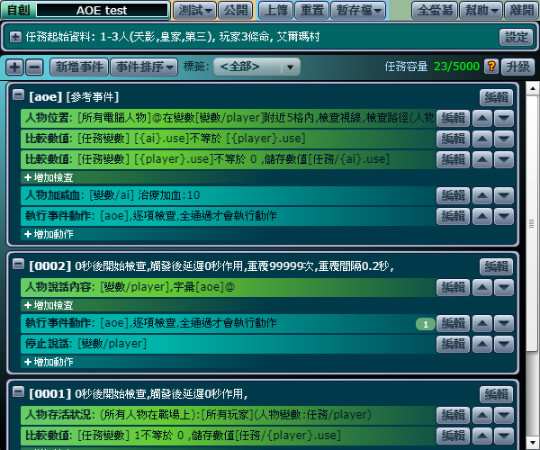 自創 AOE test 測試 公開 上傳 重置 暫存檔 全螢幕 幫助 離開
任務起始資料: 1-3人(天影,皇家,第三), 玩家3條命, 艾爾瑪村 設定
新增事件 事件排序 標籤: <全部> 任務容量 23/5000 ? 升級
[aoe] [參考事件] 編輯
人物位置: [所有電腦人物]@在變數[變數/player]附近5格內,檢查視線,檢查路徑(人物 編輯
比較數值: [任務變數] [{ai}.use]不等於 [{player}.use] 編輯
比較數值: [任務變數] [{player}.use]不等於 0 ,儲存數值[任務/{ai}.use] 編輯
+增加檢查
人物加減血: [變數/ai] 治療加血:10 編輯
執行事件動作: [aoe],逐項檢查,全通過才會執行動作 編輯
+增加動作
[0002] 0秒後開始檢查,觸發後延遲0秒作用,重覆99999次,重覆間隔0.2秒, 編輯
人物說話內容: [變數/player],字彙[aoe]@ 編輯
+增加檢查
執行事件動作: [aoe],逐項檢查,全通過才會執行動作 1 編輯
停止說話: [變數/player] 編輯
+增加動作
[0001] 0秒後開始檢查,觸發後延遲0秒作用, 編輯
人物存活狀況: (所有人物在戰場上):[所有玩家](人物變數:任務/player) 編輯
比較數值: [任務變數] 1不等於 0 ,儲存數值[任務/{player}.use] 編輯